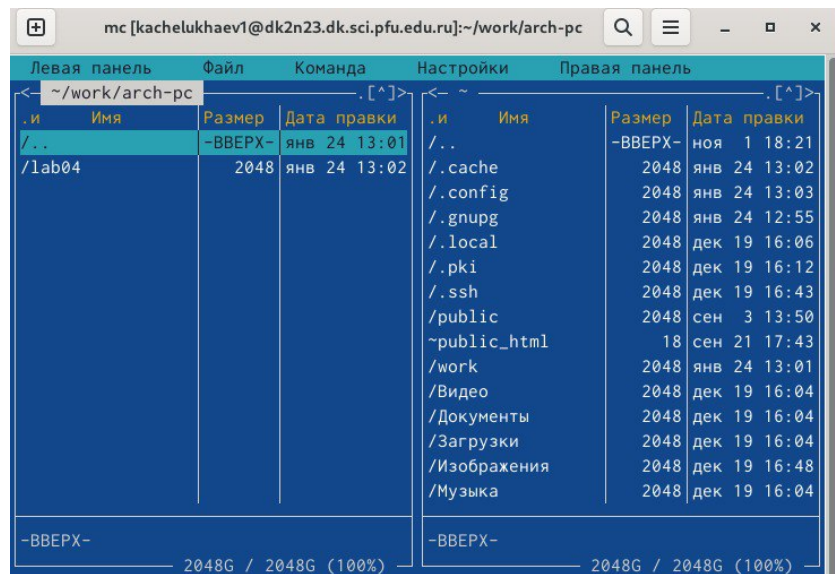 mc [kachelukhaev1@dk2n23.dk.sci.pfu.edu.ru]:~/work/arch-pc
Левая панель Файл Команда Настройки Правая панель
<— ~/work/arch-pc .[^]>
.и Имя Размер Дата правки
/.. -ВВЕРХ- янв 24 13:01
/lab04 2048 янв 24 13:02
-ВВЕРХ-
2048G / 2048G (100%)
<— ~ .[^]>
.и Имя Размер Дата правки
/.. -ВВЕРХ- ноя 1 18:21
/.cache 2048 янв 24 13:02
/.config 2048 янв 24 13:03
/.gnupg 2048 янв 24 12:55
/.local 2048 дек 19 16:06
/.pki 2048 дек 19 16:12
/.ssh 2048 дек 19 16:43
/public 2048 сен 3 13:50
~public_html 18 сен 21 17:43
/work 2048 янв 24 13:01
/Видео 2048 дек 19 16:04
/Документы 2048 дек 19 16:04
/Загрузки 2048 дек 19 16:04
/Изображения 2048 дек 19 16:48
/Музыка 2048 дек 19 16:04
-ВВЕРХ-
2048G / 2048G (100%)